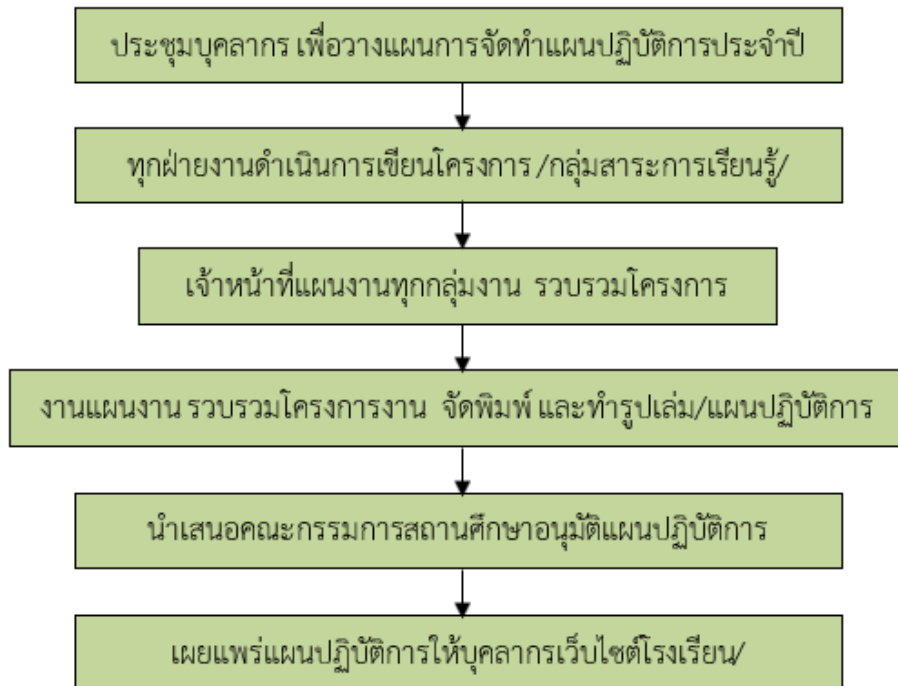 ประชุมบุคลากร เพื่อวางแผนการจัดทำแผนปฏิบัติการประจำปี
ทุกฝ่ายงานดำเนินการเขียนโครงการ /กลุ่มสาระการเรียนรู้/
เจ้าหน้าที่แผนงานทุกกลุ่มงาน รวบรวมโครงการ
งานแผนงาน รวบรวมโครงการงาน จัดพิมพ์ และทำรูปเล่ม/แผนปฏิบัติการ
นำเสนอคณะกรรมการสถานศึกษาอนุมัติแผนปฏิบัติการ
เผยแพร่แผนปฏิบัติการให้บุคลากรเว็บไซต์โรงเรียน/